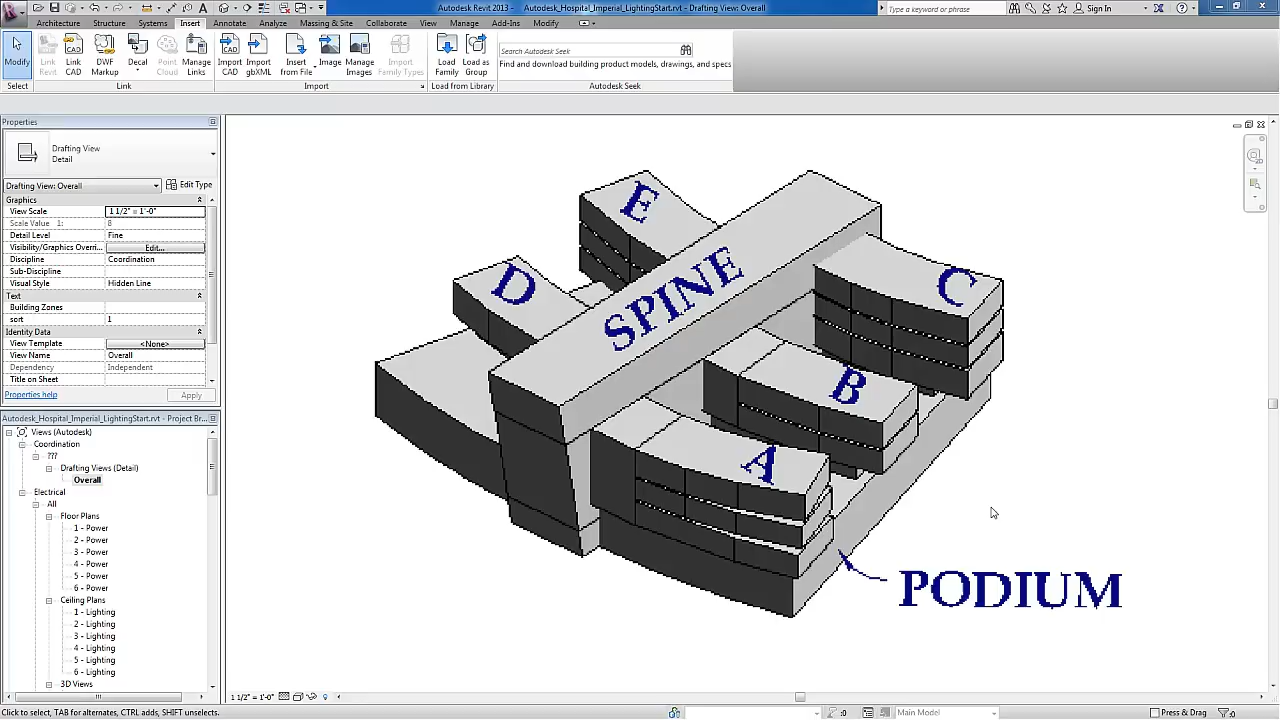 Autodesk Revit 2013 - Autodesk_Hospital_Imperial_LightingStart.rvt - Drafting View: Overall
Type a keyword or phrase
Sign In
Architecture Structure Systems Insert Annotate Analyze Massing & Site Collaborate View Manage Add-Ins Modify
Modify
Link Revit
Link CAD
DWF Markup
Decal
Point Cloud
Manage Links
Import CAD
Import gbXML
Insert from File
Image
Manage Images
Import Family Types
Load Family
Load as Group
Search Autodesk Seek
Find and download building product models, drawings, and specs
Select Link Import Load from Library Autodesk Seek
Properties
Drafting View
Detail
Drafting View: Overall Edit Type
Graphics
View Scale 1 1/2" = 1'-0"
Scale Value 1: 8
Detail Level Fine
Visibility/Graphics Overri... Edit...
Discipline Coordination
Sub-Discipline
Visual Style Hidden Line
Text
Building Zones
sort 1
Identity Data
View Template <None>
View Name Overall
Dependency Independent
Title on Sheet
Properties help Apply
Autodesk_Hospital_Imperial_LightingStart.rvt - Project Br...
Views (Autodesk)
Coordination
???
Drafting Views (Detail)
Overall
Electrical
All
Floor Plans
1 - Power
2 - Power
3 - Power
4 - Power
5 - Power
6 - Power
Ceiling Plans
1 - Lighting
2 - Lighting
3 - Lighting
4 - Lighting
5 - Lighting
6 - Lighting
3D Views
E
D
SPINE
C
B
A
PODIUM
1 1/2" = 1'-0"
Click to select, TAB for alternates, CTRL adds, SHIFT unselects.
:0
Main Model
Press & Drag
:0